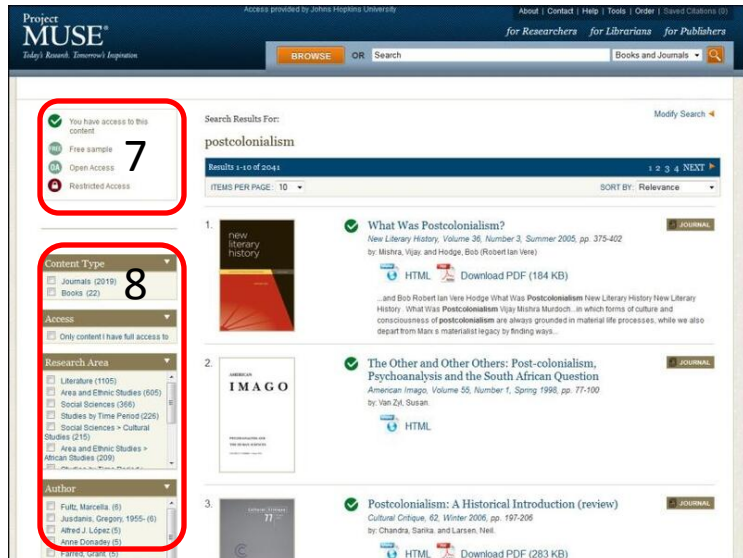 Access provided by Johns Hopkins University
About | Contact | Help | Tools | Order | Saved Citations (0)
Project
MUSE®
Today's Research. Tomorrow's Inspiration
for Researchers for Librarians for Publishers
BROWSE OR Search Books and Journals
You have access to this
content
FREE Free sample
OA Open Access
Restricted Access
7
Content Type
Journals (2019)
Books (22)
8
Access
Only content I have full access to
Research Area
Literature (1105)
Area and Ethnic Studies (605)
Social Sciences (366)
Studies by Time Period (226)
Social Sciences > Cultural
Studies (215)
Area and Ethnic Studies >
African Studies (209)
Author
Fultz, Marcella. (6)
Jusdanis, Gregory, 1955- (6)
Alfred J. López (5)
Anne Donadey (5)
Farred, Grant. (5)
Search Results For:
Modify Search
postcolonialism
Results 1-10 of 2041
1 2 3 4 NEXT
ITEMS PER PAGE: 10
SORT BY: Relevance
1.
new
literary
history
What Was Postcolonialism?
JOURNAL
New Literary History, Volume 36, Number 3, Summer 2005, pp. 375-402
by: Mishra, Vijay. and Hodge, Bob (Robert Ian Vere)
HTML Download PDF (184 KB)
...and Bob Robert Ian Vere Hodge What Was Postcolonialism New Literary History New Literary
History . What Was Postcolonialism Vijay Mishra Murdoch...in which forms of culture and
consciousness of postcolonialism are always grounded in material life processes, while we also
depart from Marx s materialist legacy by finding ways...
2.
AMERICAN
IMAGO
The Other and Other Others: Post-colonialism,
Psychoanalysis and the South African Question
JOURNAL
American Imago, Volume 55, Number 1, Spring 1998, pp. 77-100
by: Van Zyl, Susan.
HTML
3.
Cultural Critique
77
Postcolonialism: A Historical Introduction (review)
JOURNAL
Cultural Critique, 62, Winter 2006, pp. 197-206
by: Chandra, Sarika. and Larsen, Neil.
HTML Download PDF (283 KB)